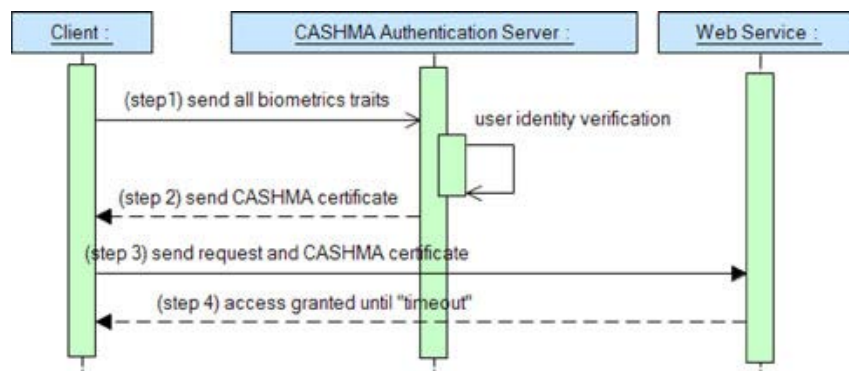 Client :
CASHMA Authentication Server :
Web Service :
(step1) send all biometrics traits
user identity verification
(step 2) send CASHMA certificate
(step 3) send request and CASHMA certificate
(step 4) access granted until "timeout"